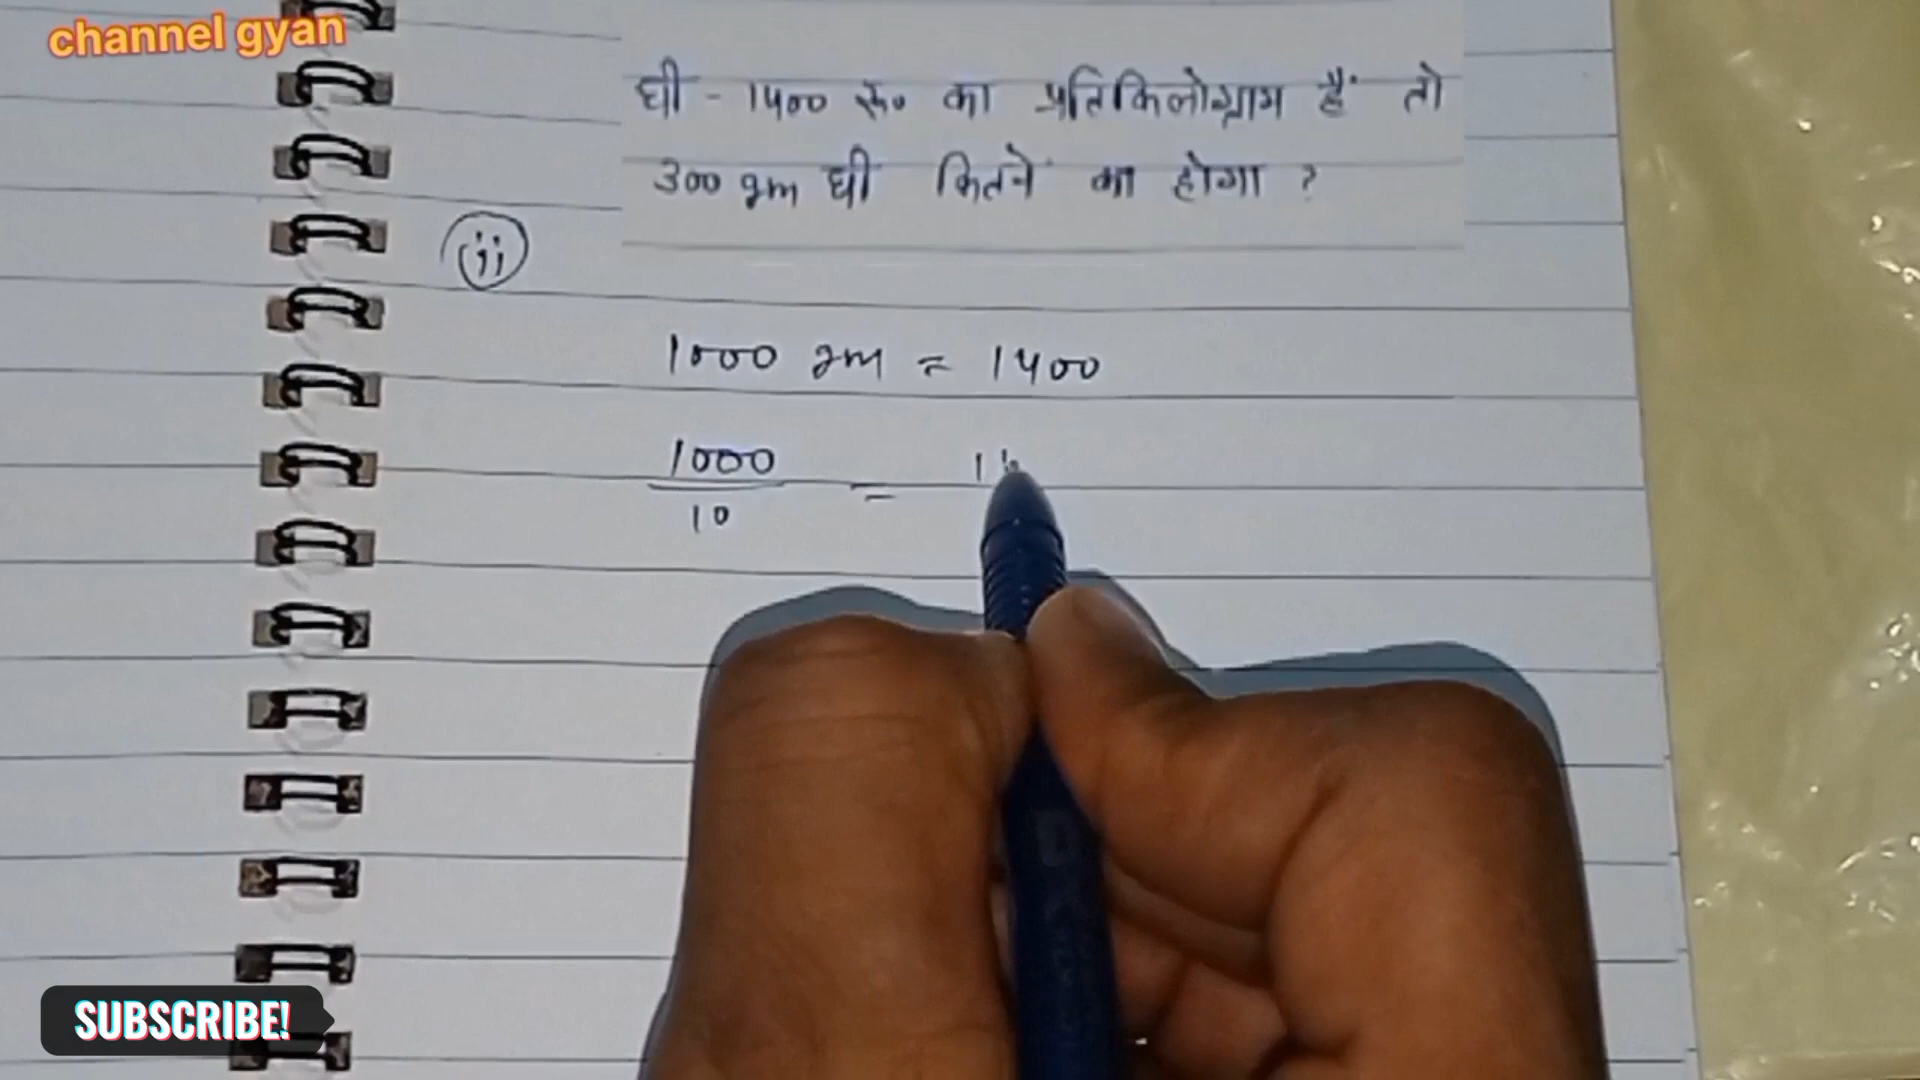 channel gyan
घी - 1400 रू० का प्रतिकिलोग्राम हैं तो
300 gm घी कितने का होगा ?
ii
1000 gm = 1400
1000
10
=
SUBSCRIBE!